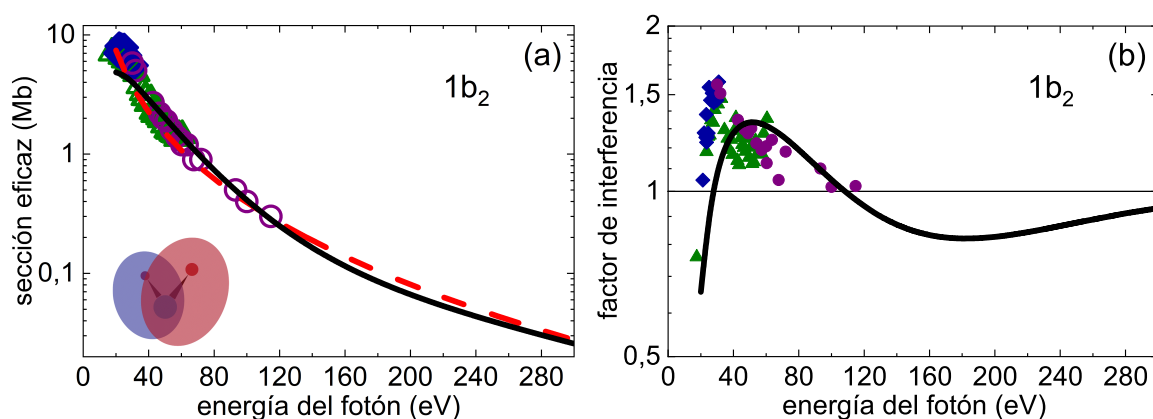 (a)
1b2
sección eficaz (Mb)
10
1
0,1
0 40 80 120 160 200 240 280
energía del fotón (eV)
(b)
1b2
factor de interferencia
2
1.5
1
0,5
0 40 80 120 160 200 240 280
energía del fotón (eV)